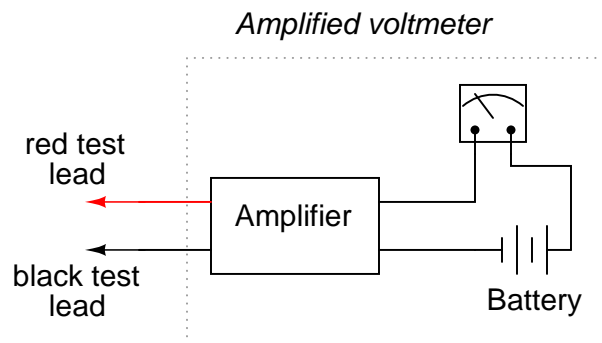 Amplified voltmeter
red test
lead
Amplifier
black test
lead
Battery